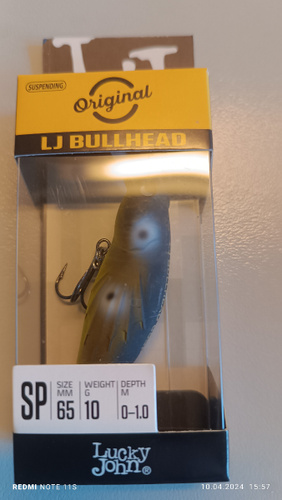 SUSPENDING
Original
LJ BULLHEAD
SP
SIZE MM 65
WEIGHT G 10
DEPTH M 0-1.0
Lucky John®
REDMI NOTE 11S
10.04.2024 15:57